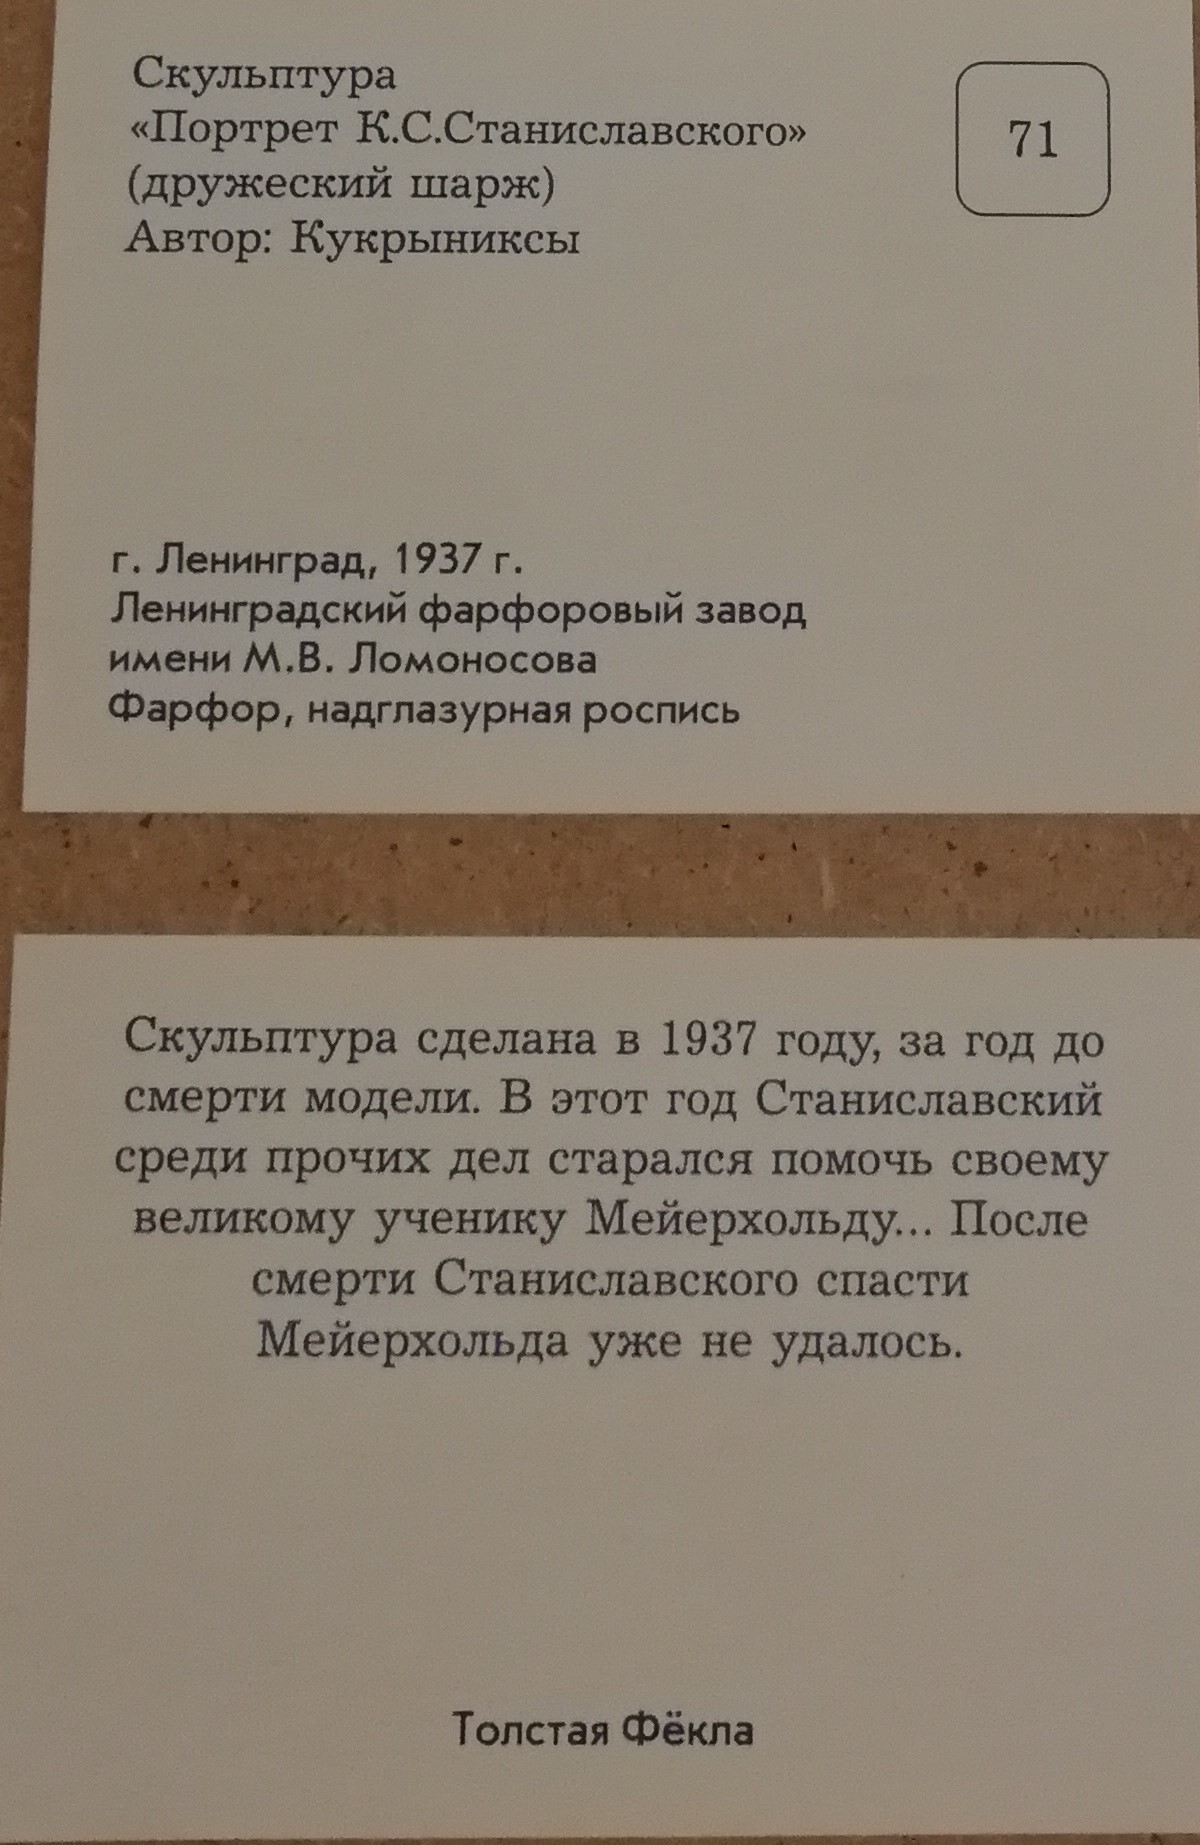 Скульптура
«Портрет К.С.Станиславского»
(дружеский шарж)
Автор: Кукрыниксы
71
г. Ленинград, 1937 г.
Ленинградский фарфоровый завод
имени М.В. Ломоносова
Фарфор, надглазурная роспись
Скульптура сделана в 1937 году, за год до
смерти модели. В этот год Станиславский
среди прочих дел старался помочь своему
великому ученику Мейерхольду... После
смерти Станиславского спасти
Мейерхольда уже не удалось.
Толстая Фёкла